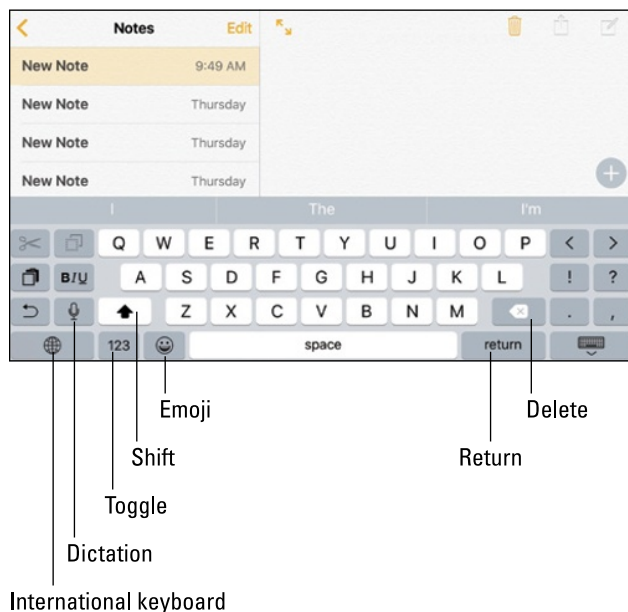 Notes Edit
New Note 9:49 AM
New Note Thursday
New Note Thursday
New Note Thursday
I The I'm
Q W E R T Y U I O P < >
B I U A S D F G H J K L ! ?
Z X C V B N M . ,
123 space return
Emoji Delete
Shift Return
Toggle
Dictation
International keyboard